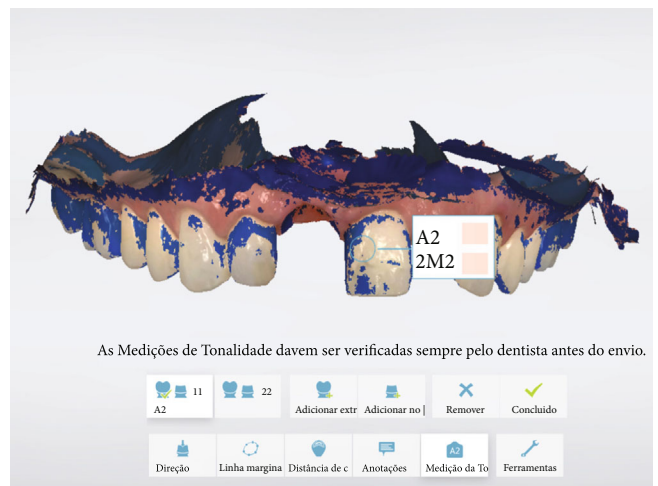 A2
2M2
As Medições de Tonalidade davem ser verificadas sempre pelo dentista antes do envio.
11
22
A2
Adicionar extr
Adicionar no |
Remover
Concluido
A2
Direção
Linha margina
Distância de c
Anotações
Medição da To
Ferramentas